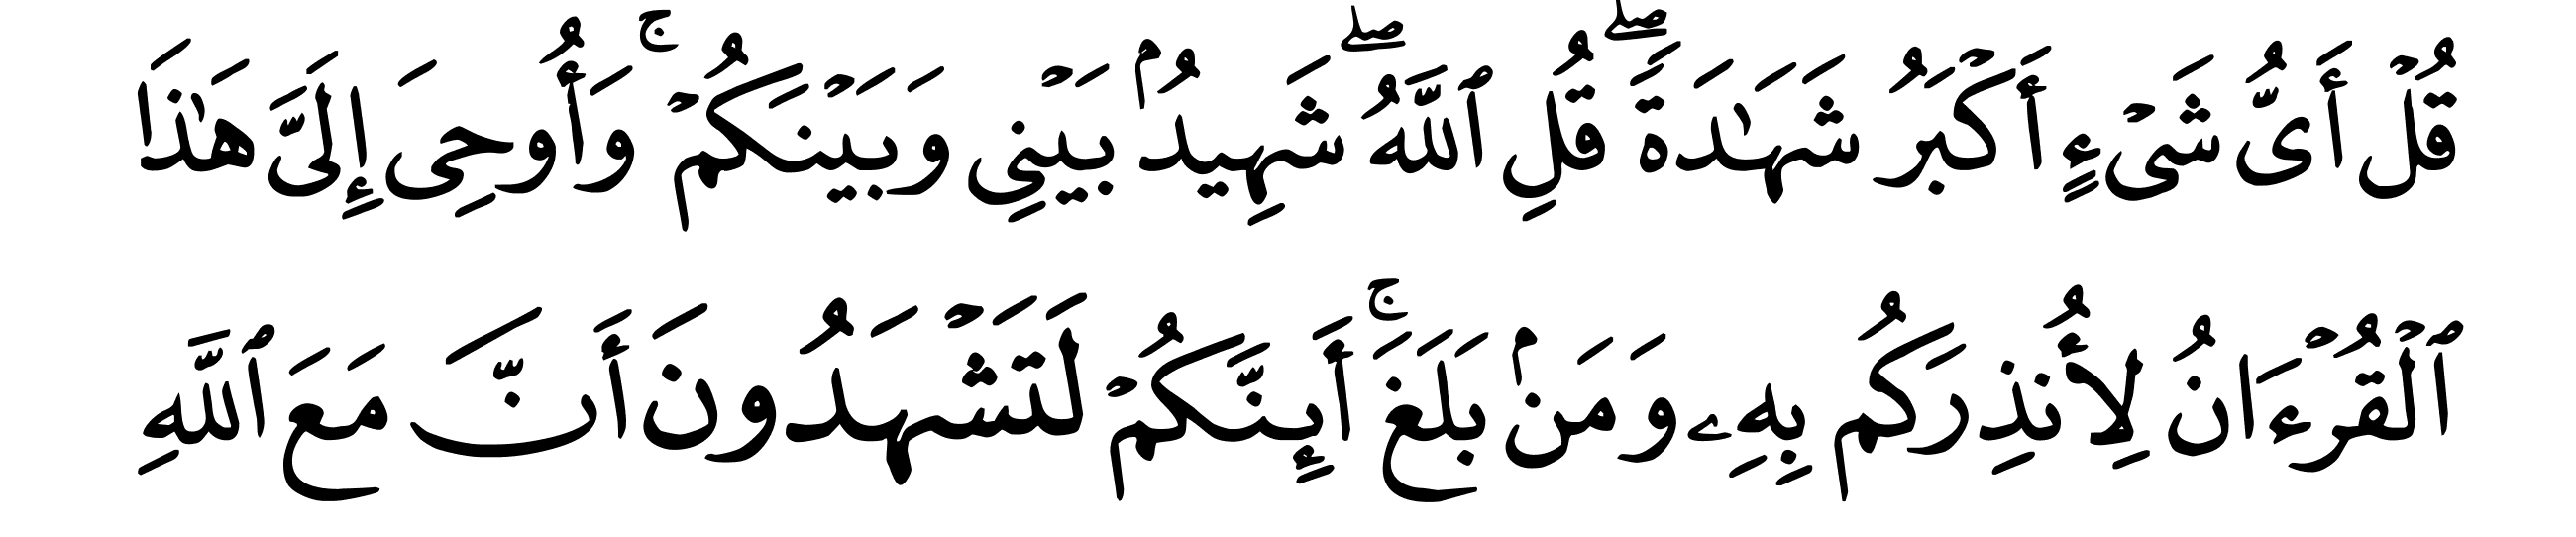 قُلۡ أَيُّ شَيۡءٍ أَكۡبَرُ شَهَٰدَةٗۖ قُلِ ٱللَّهُۖ شَهِيدُۢ بَيۡنِي وَبَيۡنَكُمۡۚ وَأُوحِيَ إِلَيَّ هَٰذَا
ٱلۡقُرۡءَانُ لِأُنذِرَكُم بِهِۦ وَمَنۢ بَلَغَۚ أَئِنَّكُمۡ لَتَشۡهَدُونَ أَنَّ مَعَ ٱللَّهِ